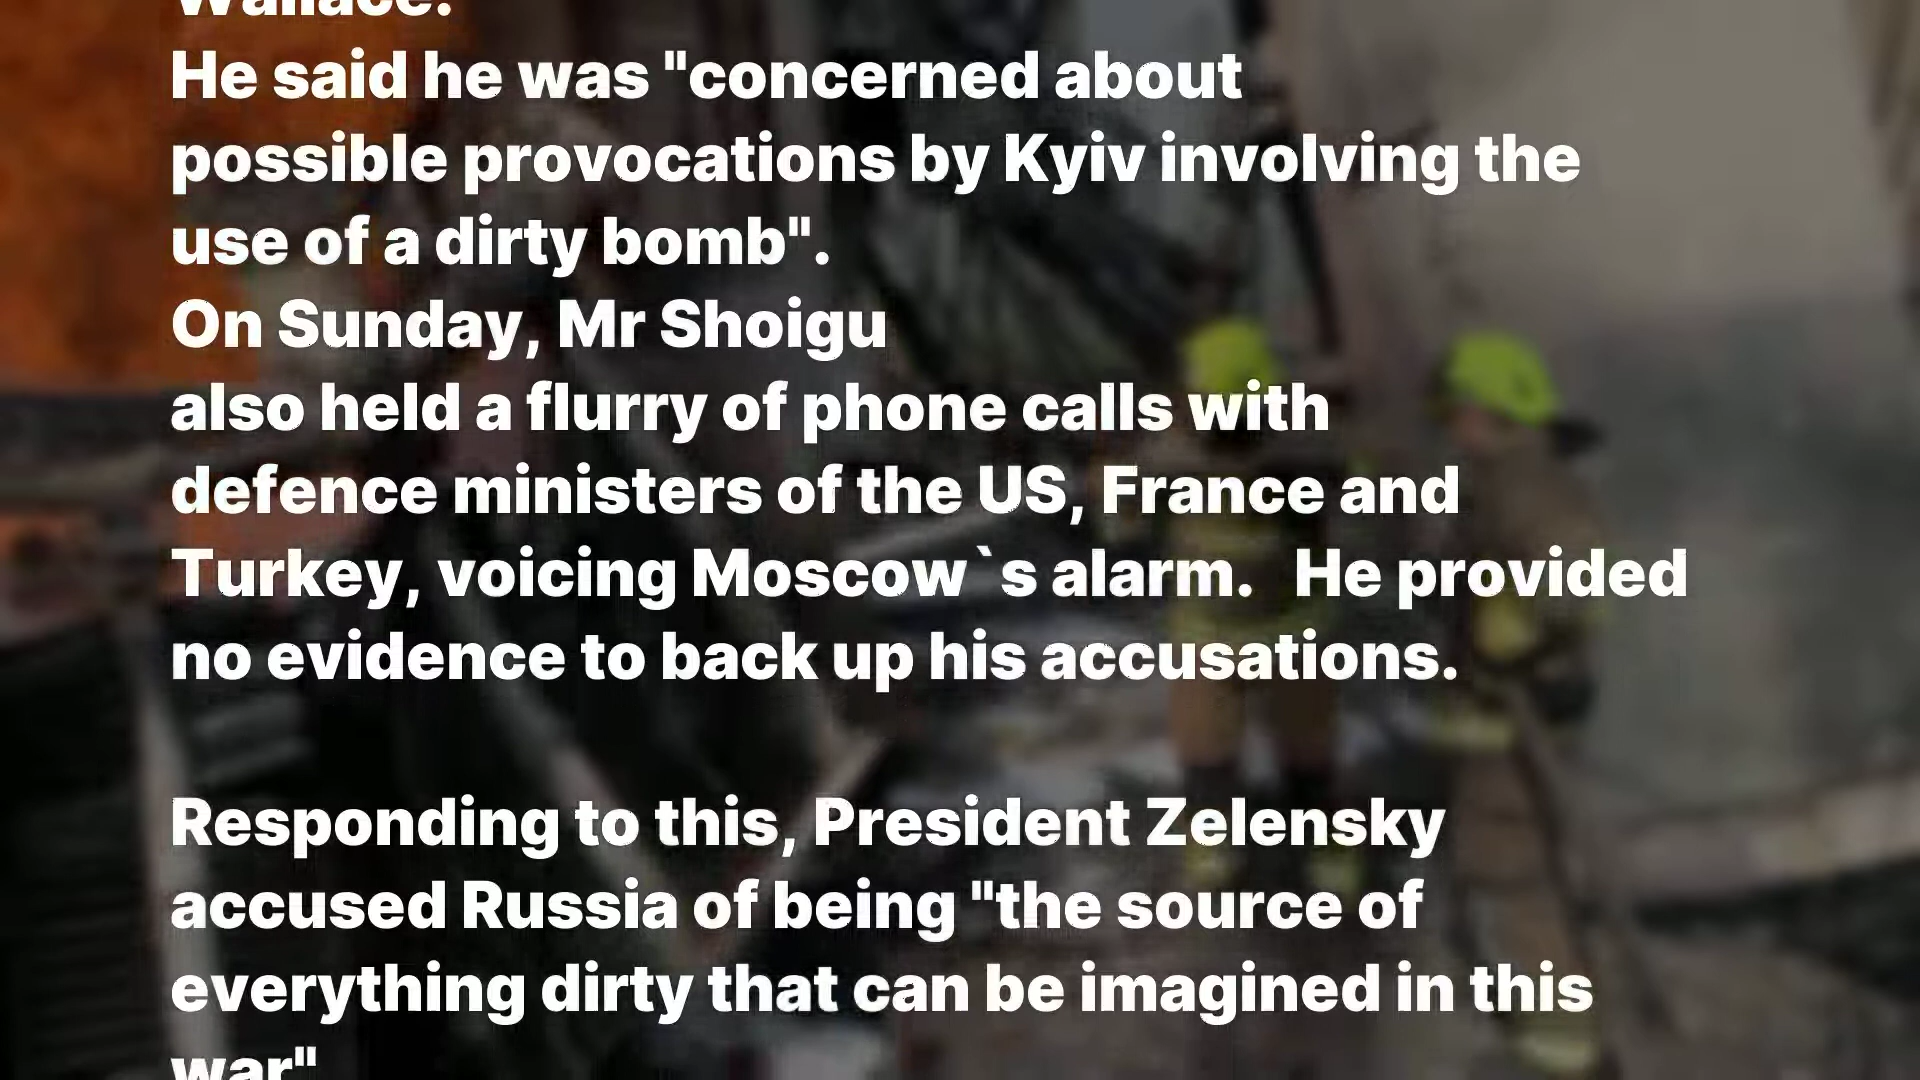 Wallace.
He said he was "concerned about
possible provocations by Kyiv involving the
use of a dirty bomb".
On Sunday, Mr Shoigu
also held a flurry of phone calls with
defence ministers of the US, France and
Turkey, voicing Moscow`s alarm.  He provided
no evidence to back up his accusations.
Responding to this, President Zelensky
accused Russia of being "the source of
everything dirty that can be imagined in this
war"